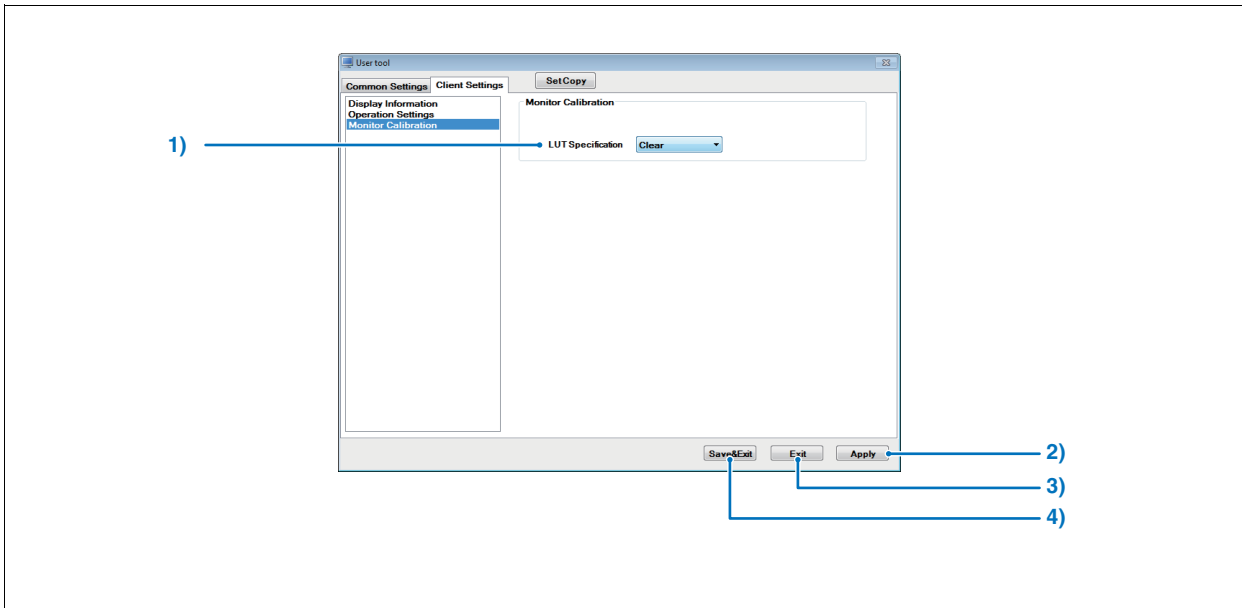 User tool
Common Settings Client Settings SetCopy
Display Information
Operation Settings
Monitor Calibration
Monitor Calibration
1) LUT Specification Clear
Save&Exit Exit Apply 2)
3)
4)